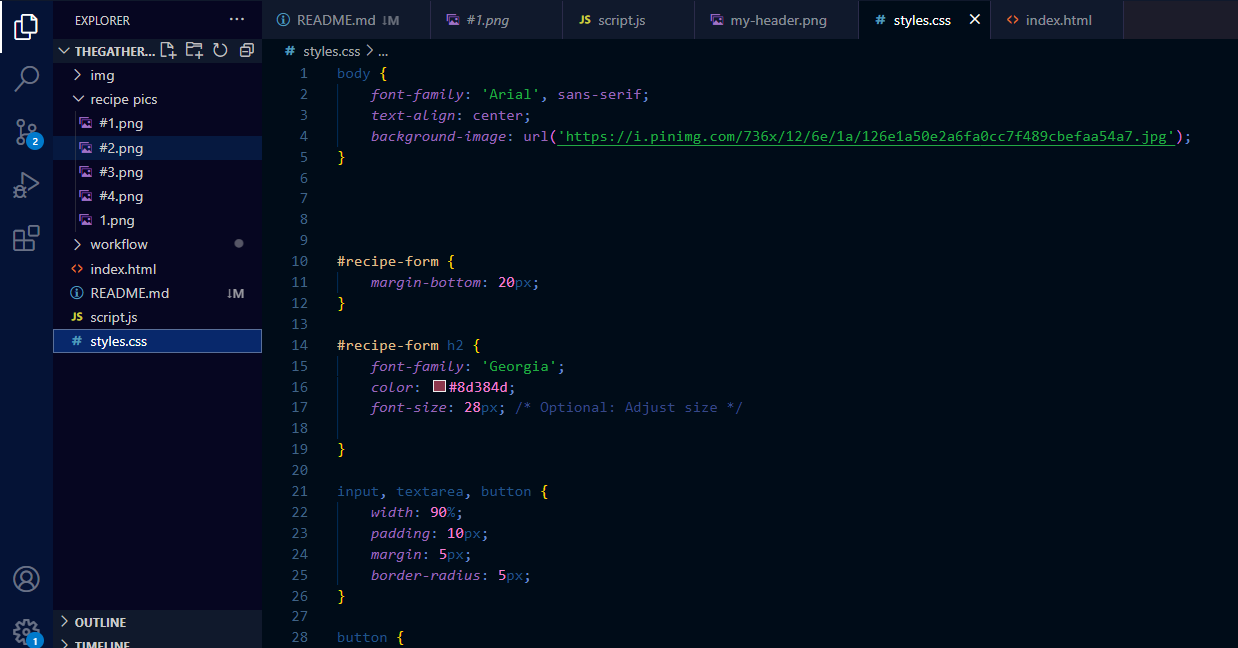 EXPLORER ...
THEGATHER...
img
recipe pics
#1.png
#2.png
#3.png
#4.png
1.png
workflow
index.html
README.md ↓M
JS script.js
# styles.css
OUTLINE
TIMELINE
2
1
README.md ↓M
#1.png
JS script.js
my-header.png
# styles.css
<> index.html
# styles.css > ...
1 body {
2 font-family: 'Arial', sans-serif;
3 text-align: center;
4 background-image: url('https://i.pinimg.com/736x/12/6e/1a/126e1a50e2a6fa0cc7f489cbefaa54a7.jpg');
5 }
6
7
8
9
10 #recipe-form {
11 margin-bottom: 20px;
12 }
13
14 #recipe-form h2 {
15 font-family: 'Georgia';
16 color: #8d384d;
17 font-size: 28px; /* Optional: Adjust size */
18
19 }
20
21 input, textarea, button {
22 width: 90%;
23 padding: 10px;
24 margin: 5px;
25 border-radius: 5px;
26 }
27
28 button {